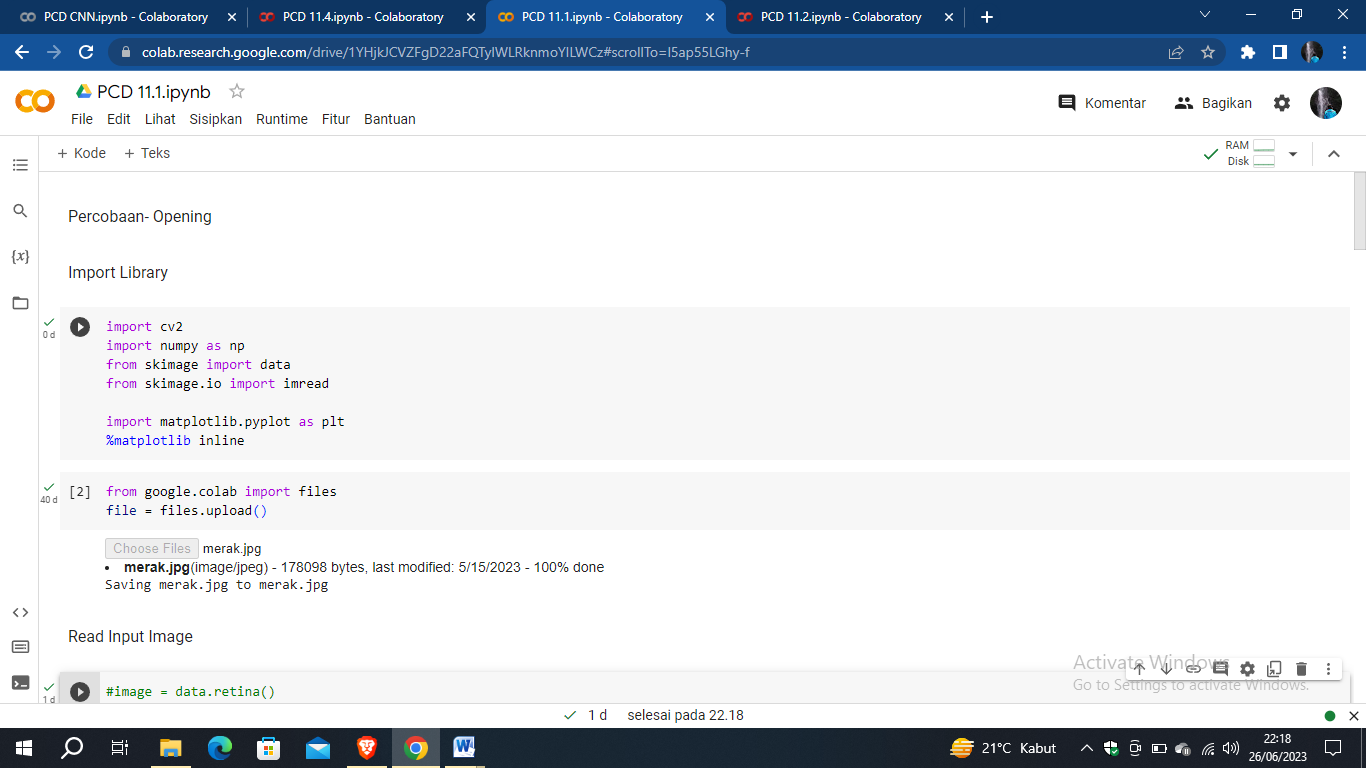 PCD CNN.ipynb - Colaboratory
PCD 11.4.ipynb - Colaboratory
PCD 11.1.ipynb - Colaboratory
PCD 11.2.ipynb - Colaboratory
colab.research.google.com/drive/1YHjkJCVZFgD22aFQTylWLRknmoYILWCz#scrollTo=I5ap55LGhy-f
PCD 11.1.ipynb
File Edit Lihat Sisipkan Runtime Fitur Bantuan
Komentar
Bagikan
+ Kode + Teks
RAM
Disk
Percobaan- Opening
Import Library
0 d
import cv2
import numpy as np
from skimage import data
from skimage.io import imread
import matplotlib.pyplot as plt
%matplotlib inline
40 d
[2] from google.colab import files
file = files.upload()
Choose Files merak.jpg
• merak.jpg(image/jpeg) - 178098 bytes, last modified: 5/15/2023 - 100% done
Saving merak.jpg to merak.jpg
Read Input Image
Activate Windows
Go to Settings to activate Windows.
1 d
#image = data.retina()
1 d selesai pada 22.18
21°C Kabut
22:18
26/06/2023